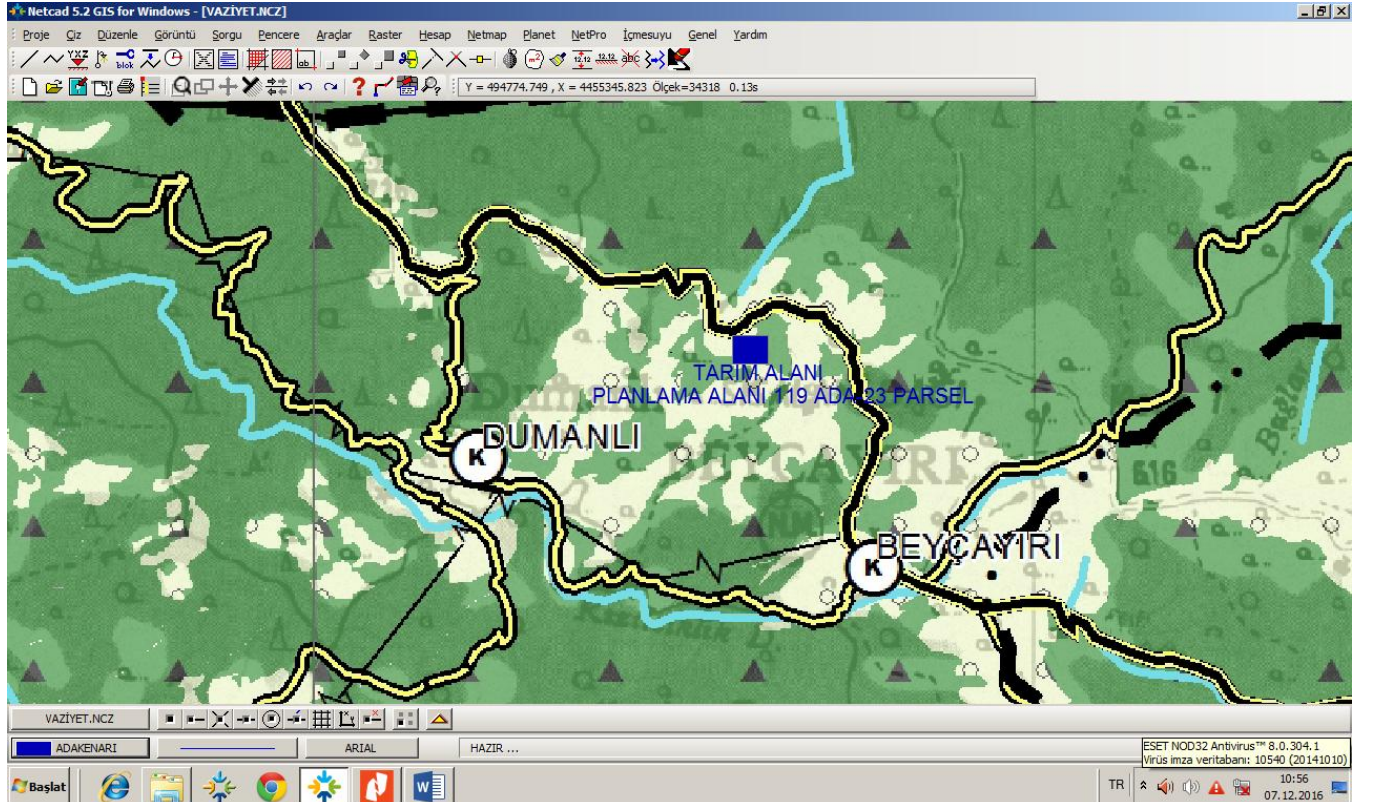 Netcad 5.2 GIS for Windows - [VAZİYET.NCZ]
Proje Çiz Düzenle Görüntü Sorgu Pencere Araçlar Raster Hesap Netmap Planet NetPro İçmesuyu Genel Yardım
Y = 494774.749 , X = 4455345.823 Ölçek=34318 0.13s
TARIM ALANI
PLANLAMA ALANI 119 ADA 23 PARSEL
DUMANLI
K
BEYÇAYIRI
616
BEYÇAYIRI
K
VAZİYET.NCZ
ADAKENARI
ARIAL
HAZIR ...
ESET NOD32 Antivirus™ 8.0.304.1
Virüs imza veritabanı: 10540 (20141010)
Başlat
TR
10:56
07.12.2016